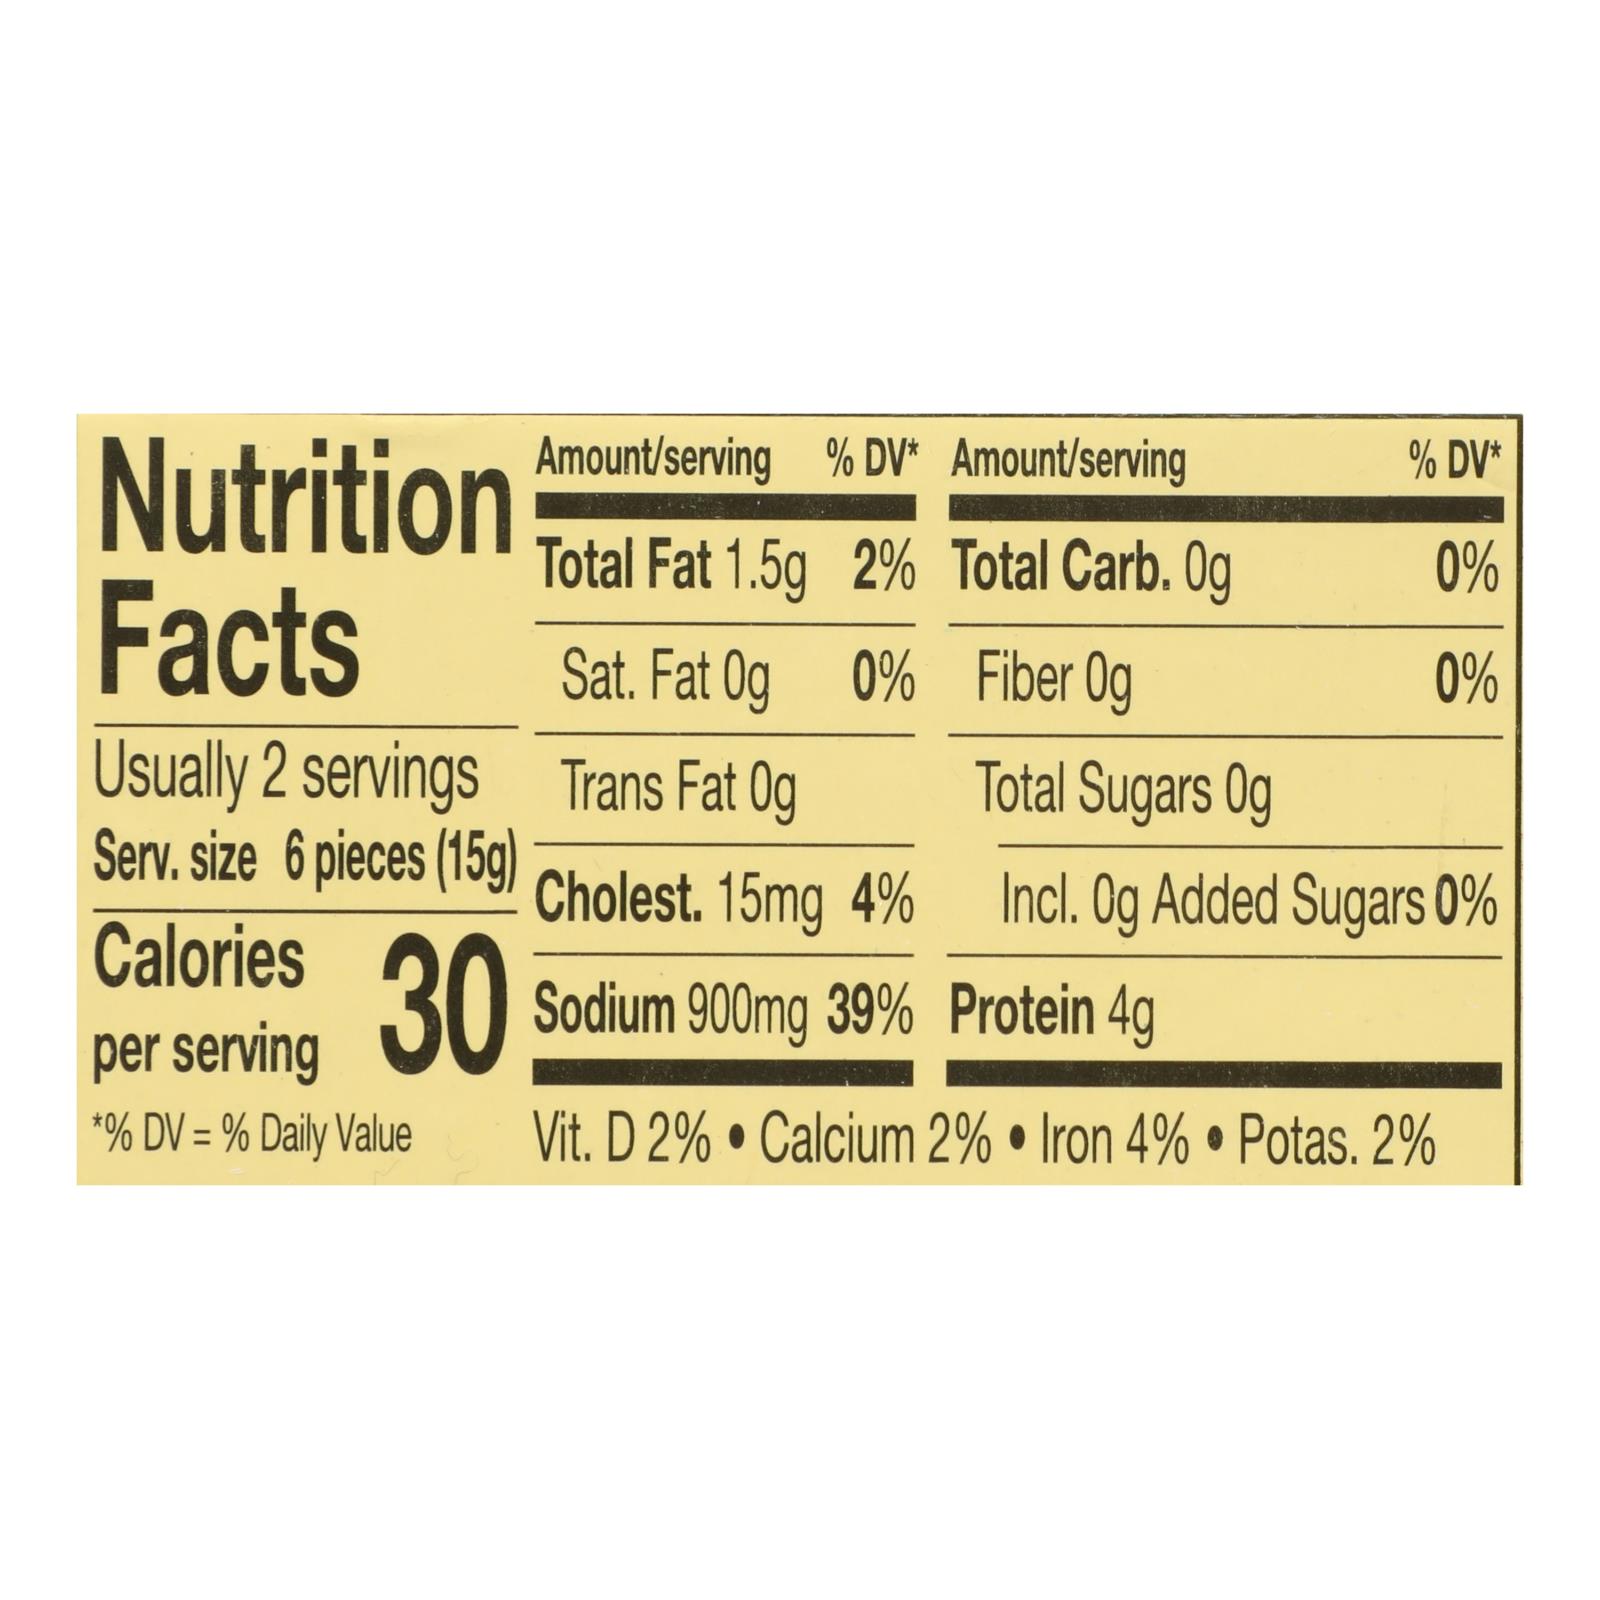 Nutrition
Facts
Usually 2 servings
Serv. size 6 pieces (15g)
Calories
per serving 30
*% DV = % Daily Value
Amount/serving % DV*
Total Fat 1.5g 2%
Sat. Fat 0g 0%
Trans Fat 0g
Cholest. 15mg 4%
Sodium 900mg 39%
Amount/serving % DV*
Total Carb. 0g 0%
Fiber 0g 0%
Total Sugars 0g
Incl. 0g Added Sugars 0%
Protein 4g
Vit. D 2% • Calcium 2% • Iron 4% • Potas. 2%